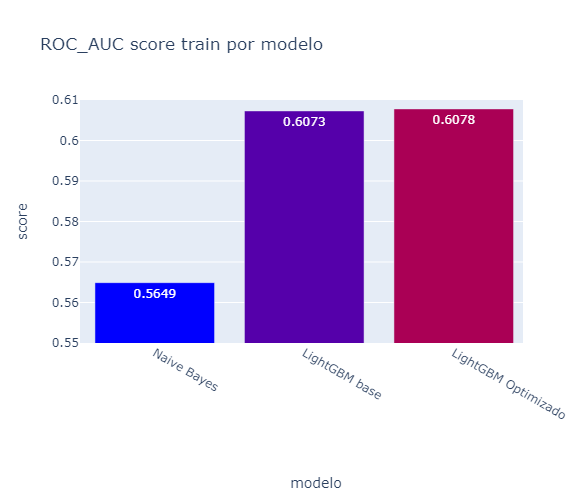 ROC_AUC score train por modelo
score
0.61
0.6
0.59
0.58
0.57
0.56
0.55
0.5649
0.6073
0.6078
Naive Bayes
LightGBM base
LightGBM Optimizado
modelo